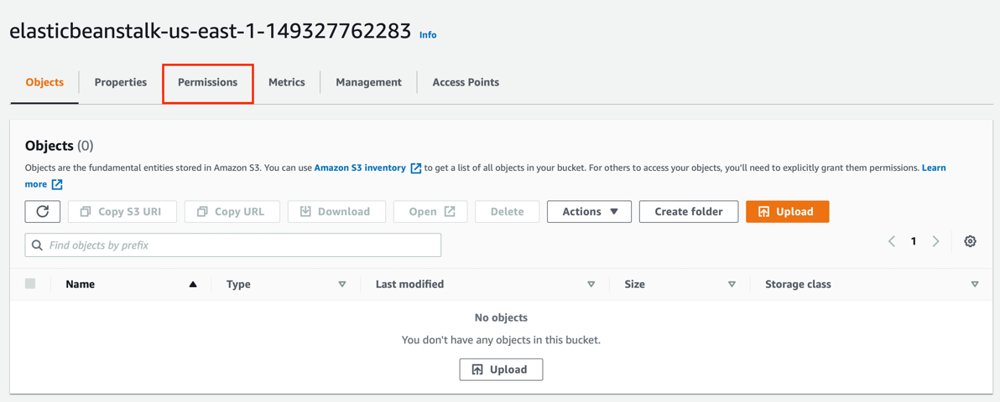 elasticbeanstalk-us-east-1-149327762283 Info
Objects Properties Permissions Metrics Management Access Points
Objects (0)
Objects are the fundamental entities stored in Amazon S3. You can use Amazon S3 inventory to get a list of all objects in your bucket. For others to access your objects, you'll need to explicitly grant them permissions. Learn
more
Copy S3 URI Copy URL Download Open Delete Actions Create folder Upload
Find objects by prefix 1
Name Type Last modified Size Storage class
No objects
You don't have any objects in this bucket.
Upload